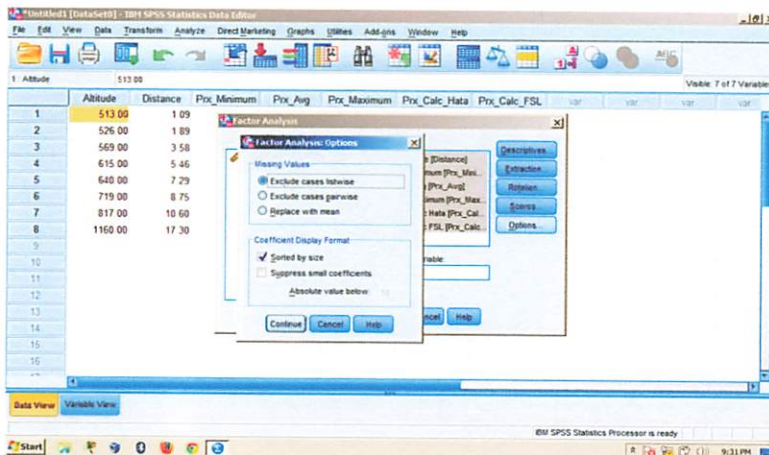 *Untitled1 [DataSet0] - IBM SPSS Statistics Data Editor
File Edit View Data Transform Analyze Direct Marketing Graphs Utilities Add-ons Window Help
1 : Altitude 513.00 Visible: 7 of 7 Variables
Altitude Distance Prx_Minimum Prx_Avg Prx_Maximum Prx_Calc_Hata Prx_Calc_FSL var var var var
1 513.00 1.09
2 526.00 1.89
3 569.00 3.58
4 615.00 5.46
5 640.00 7.29
6 719.00 8.75
7 817.00 10.60
8 1160.00 17.30
9
10
11
12
13
14
15
16
Factor Analysis
[Distance]
[Prx_Mini...
[Prx_Avg]
[Prx_Max...
Hata [Prx_Cal...
FSL [Prx_Calc...
Descriptives...
Extraction...
Rotation...
Scores...
Options...
Help
Factor Analysis: Options
Missing Values
Exclude cases listwise
Exclude cases pairwise
Replace with mean
Coefficient Display Format
Sorted by size
Suppress small coefficients
Absolute value below:
Continue Cancel Help
Data View Variable View
IBM SPSS Statistics Processor is ready
Start 9:31 PM